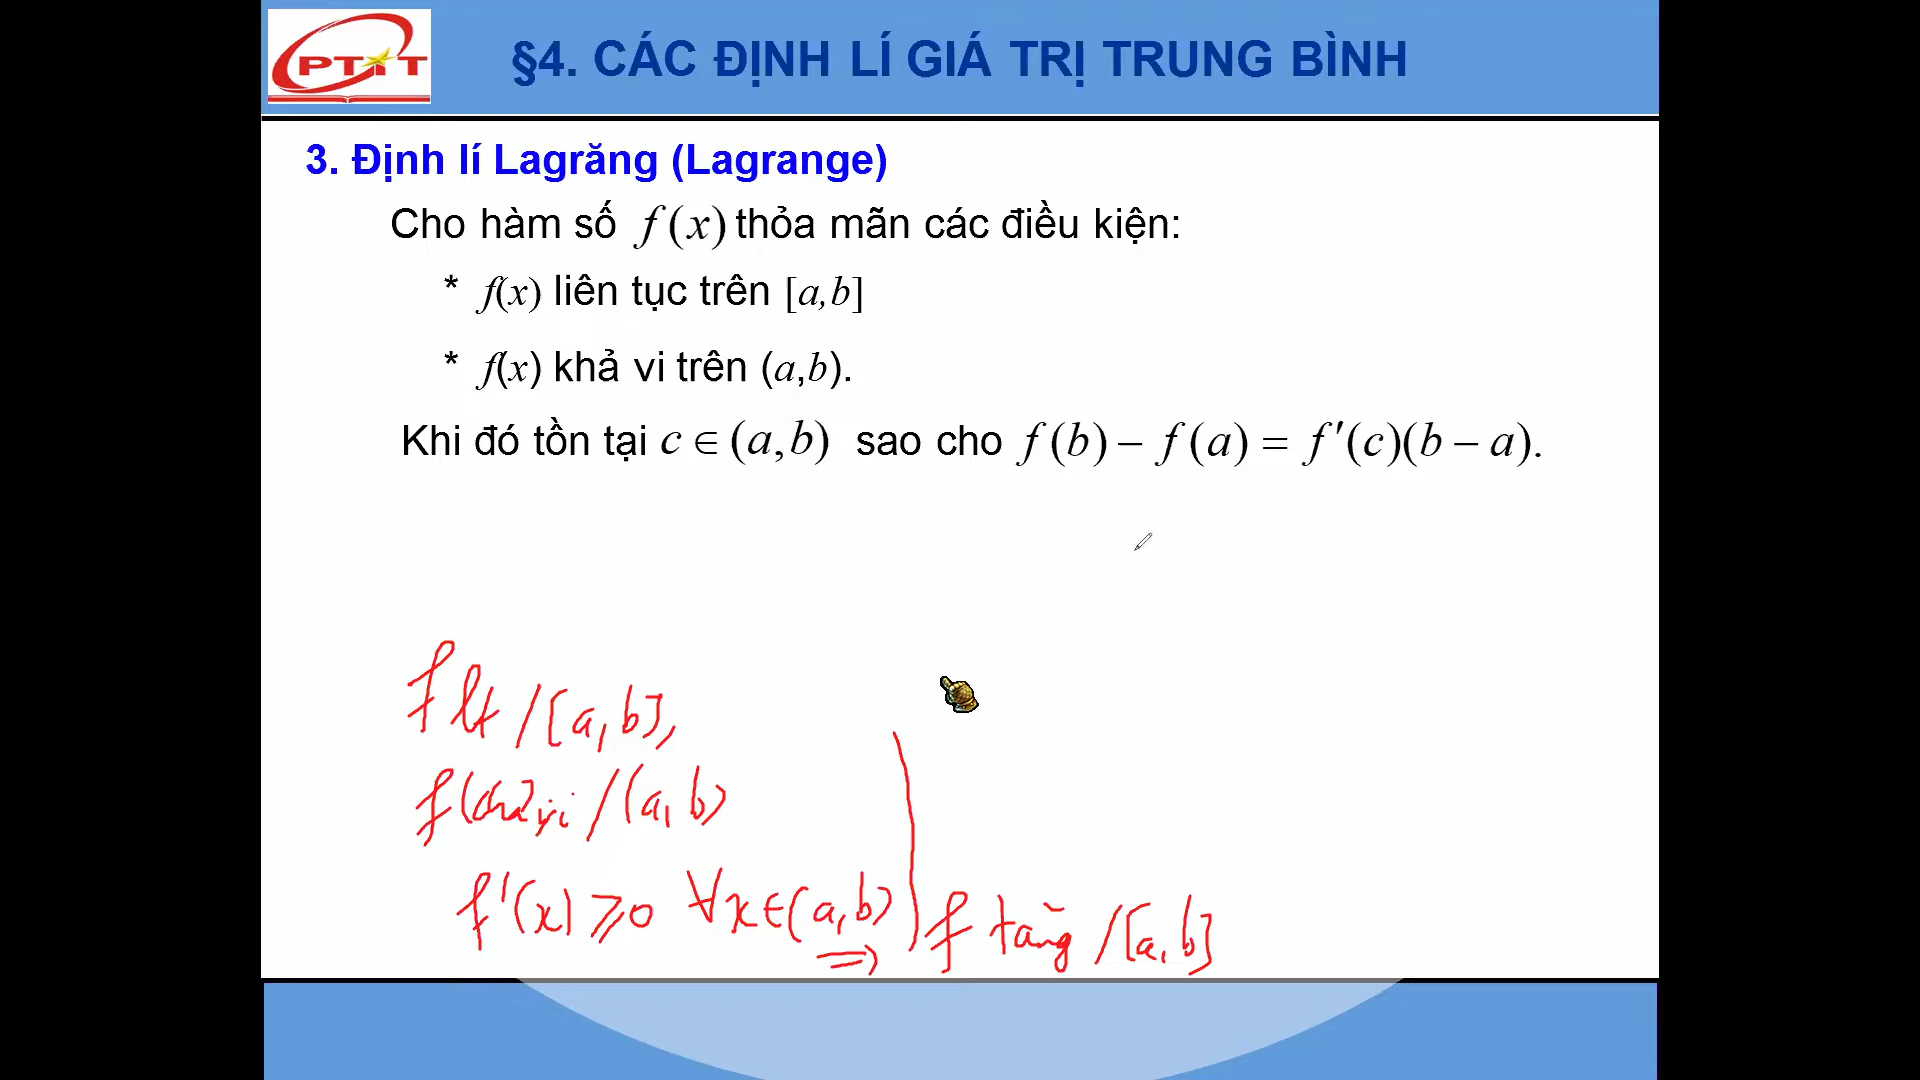 PTIT
§4. CÁC ĐỊNH LÍ GIÁ TRỊ TRUNG BÌNH
3. Định lí Lagrăng (Lagrange)
Cho hàm số f(x) thỏa mãn các điều kiện:
* f(x) liên tục trên [a,b]
* f(x) khả vi trên (a,b).
Khi đó tồn tại c ∈ (a,b) sao cho f(b) − f(a) = f′(c)(b − a).
f lt / [a, b],
f khả vi / (a, b)
f'(x) ⩾ 0 ∀x ∈ (a, b) ⇒ f tăng / [a, b]